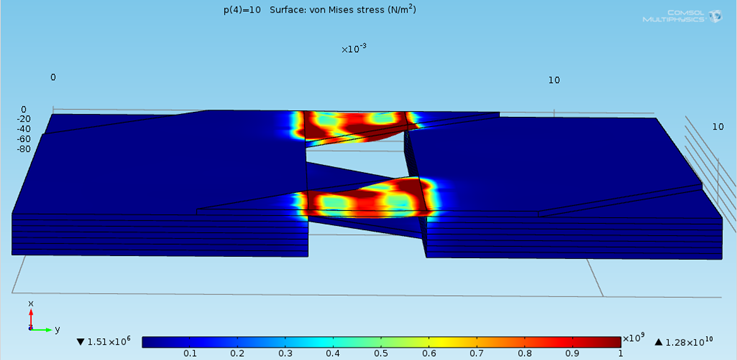 p(4)=10 Surface: von Mises stress (N/m²)
COMSOL
MULTIPHYSICS
×10⁻³
0
10
0
-20
-40
-60
-80
10
x
y
▼ 1.51×10⁶
0.1 0.2 0.3 0.4 0.5 0.6 0.7 0.8 0.9 1
×10⁹
▲ 1.28×10¹⁰